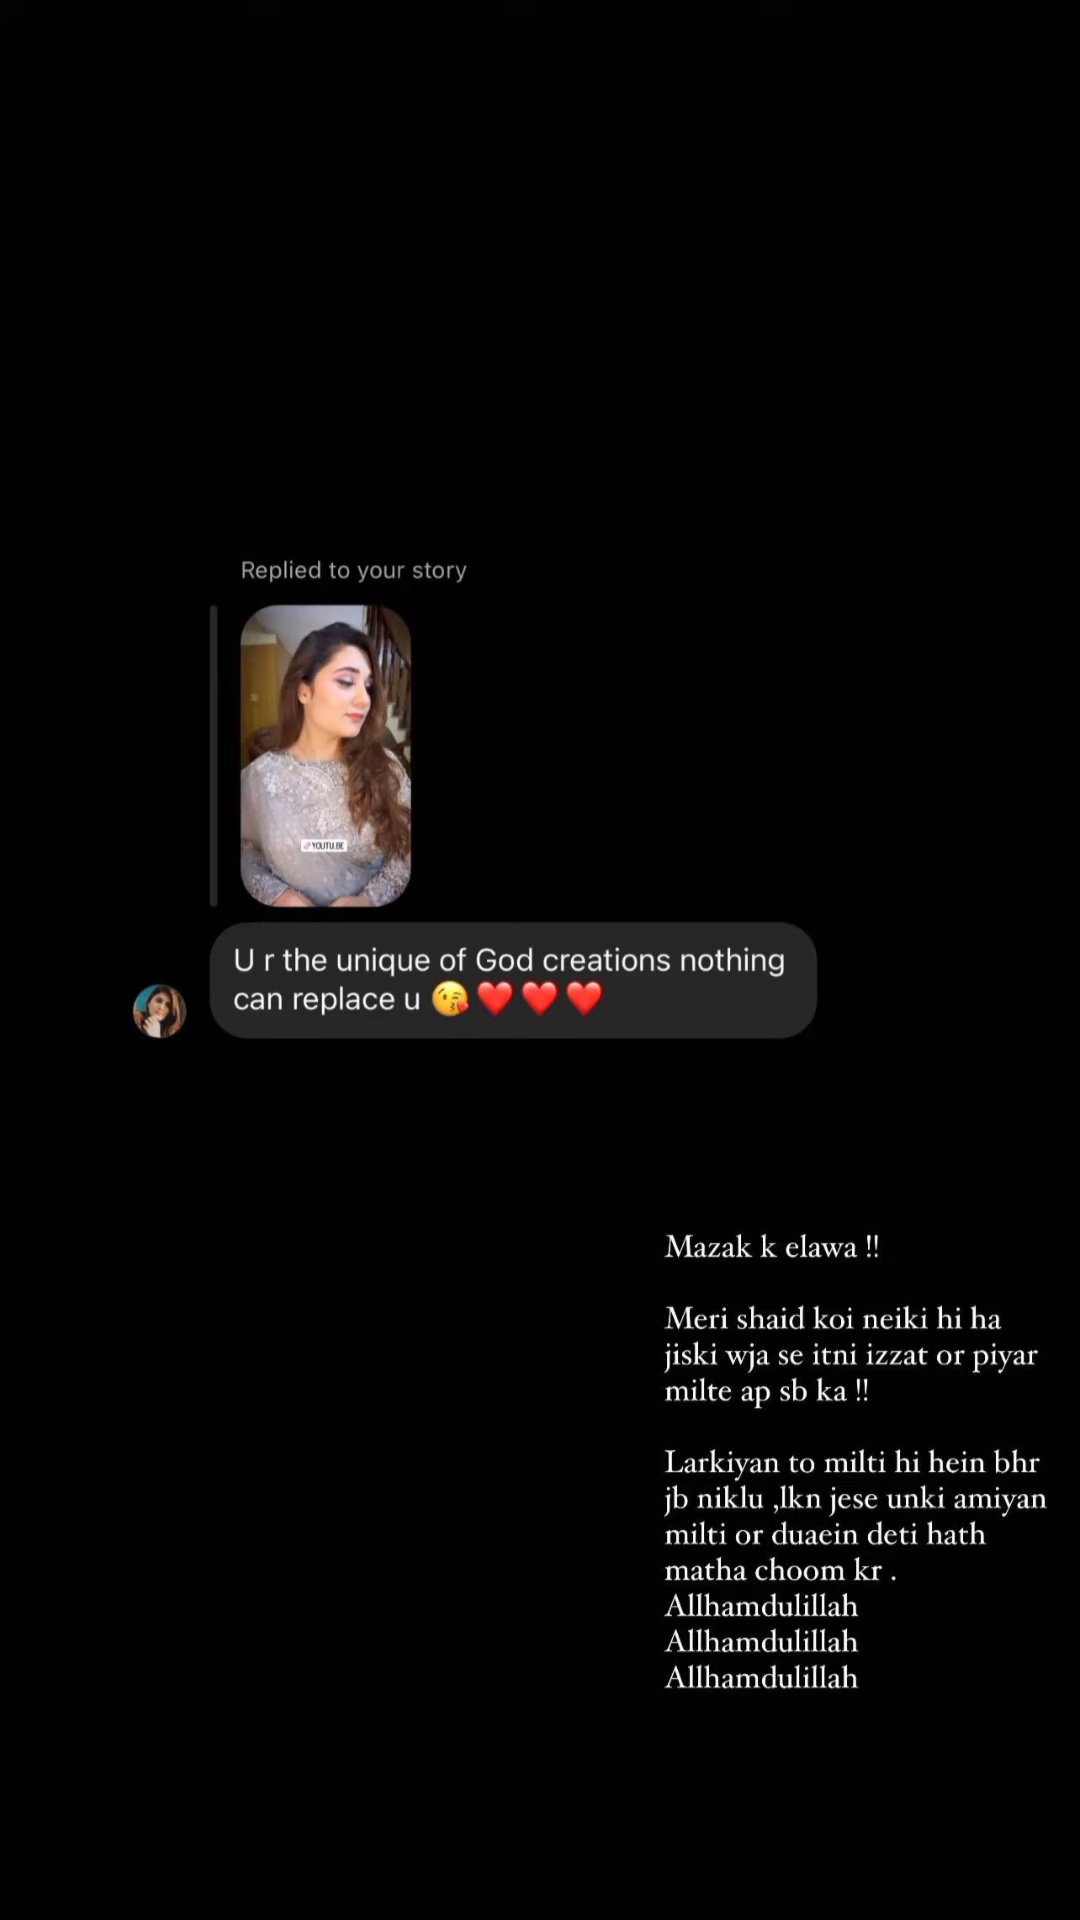 Replied to your story
YOUTU.BE
U r the unique of God creations nothing
can replace u 😘❤️❤️❤️
Mazak k elawa !!
Meri shaid koi neiki hi ha
jiski wja se itni izzat or piyar
milte ap sb ka !!
Larkiyan to milti hi hein bhr
jb niklu ,lkn jese unki amiyan
milti or duaein deti hath
matha choom kr .
Allhamdulillah
Allhamdulillah
Allhamdulillah